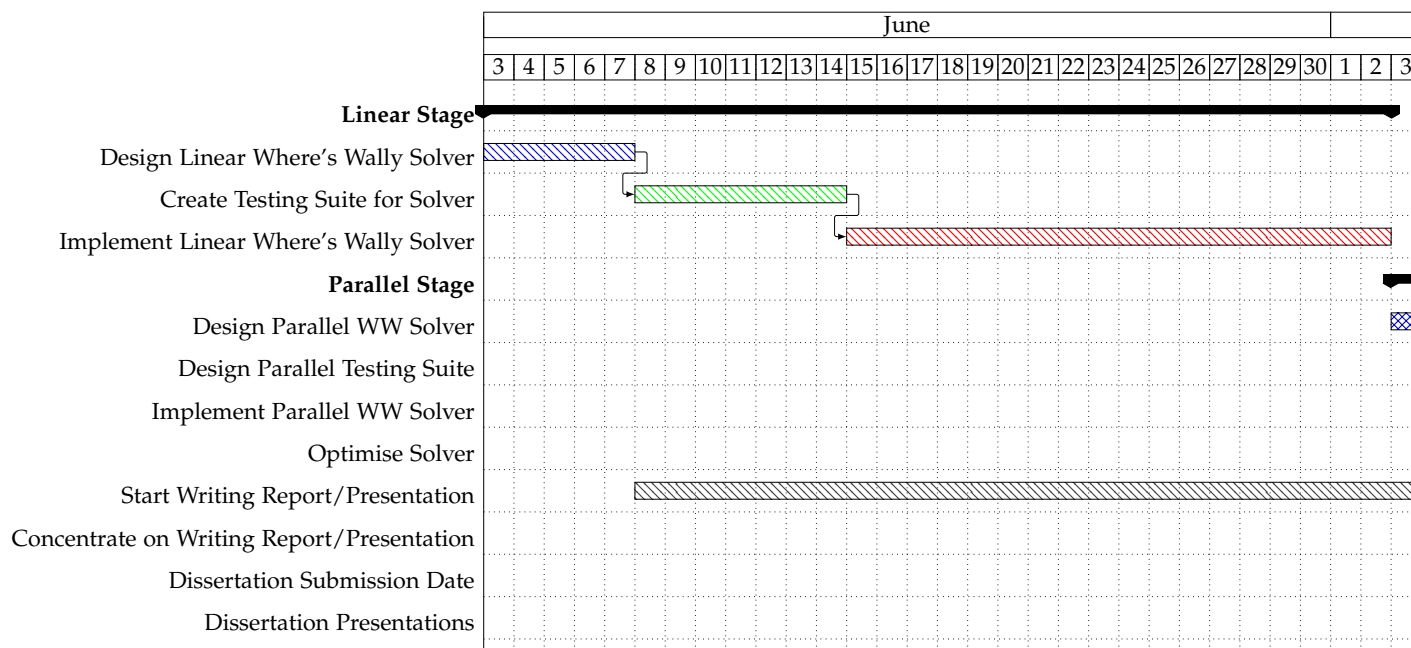 June
3 4 5 6 7 8 9 10 11 12 13 14 15 16 17 18 19 20 21 22 23 24 25 26 27 28 29 30 1 2 3
Linear Stage
Design Linear Where's Wally Solver
Create Testing Suite for Solver
Implement Linear Where's Wally Solver
Parallel Stage
Design Parallel WW Solver
Design Parallel Testing Suite
Implement Parallel WW Solver
Optimise Solver
Start Writing Report/Presentation
Concentrate on Writing Report/Presentation
Dissertation Submission Date
Dissertation Presentations